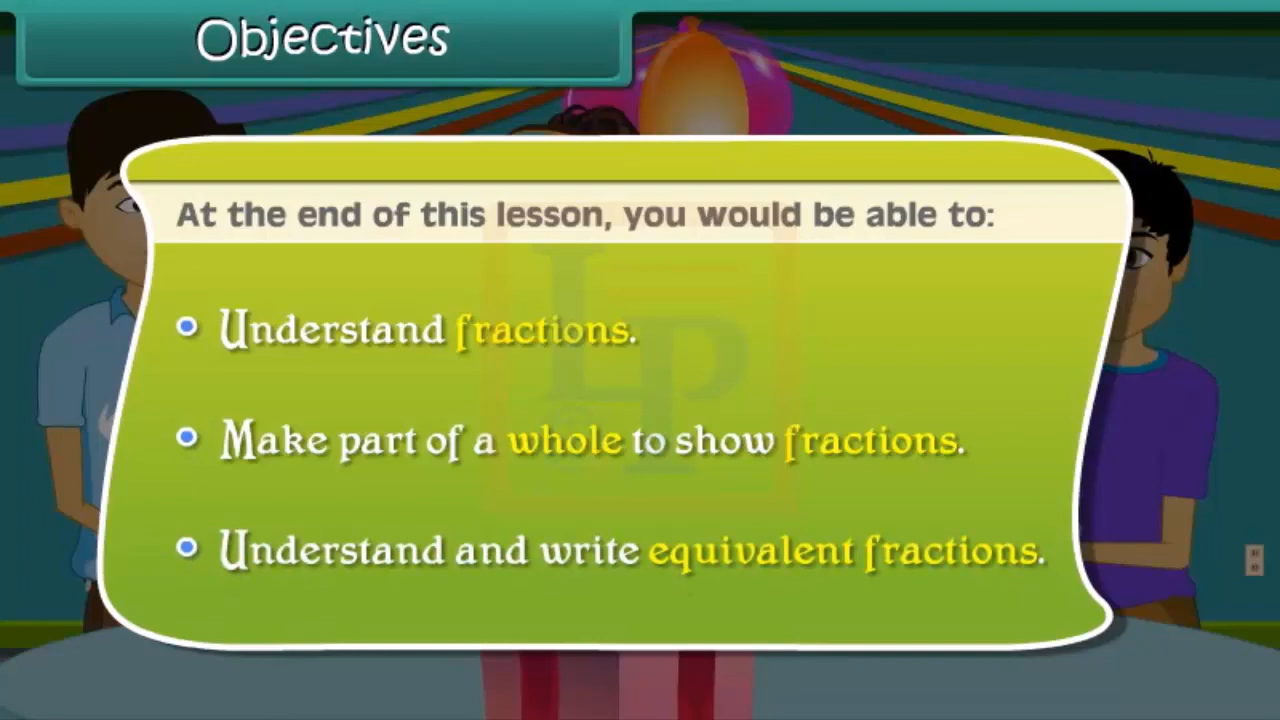 Objectives
At the end of this lesson, you would be able to:
Understand fractions.
Make part of a whole to show fractions.
Understand and write equivalent fractions.
LP